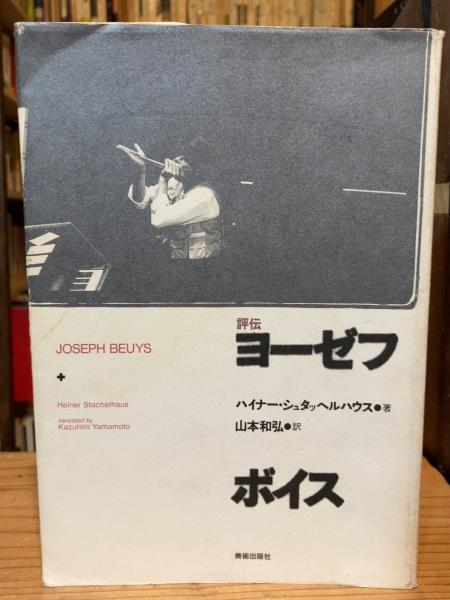 評伝
ヨーゼフ
JOSEPH BEUYS
+
Heiner Stachelhaus
translated by
Kazuhiro Yamamoto
ハイナー・シュタッヘルハウス●著
山本和弘●訳
ボイス
美術出版社